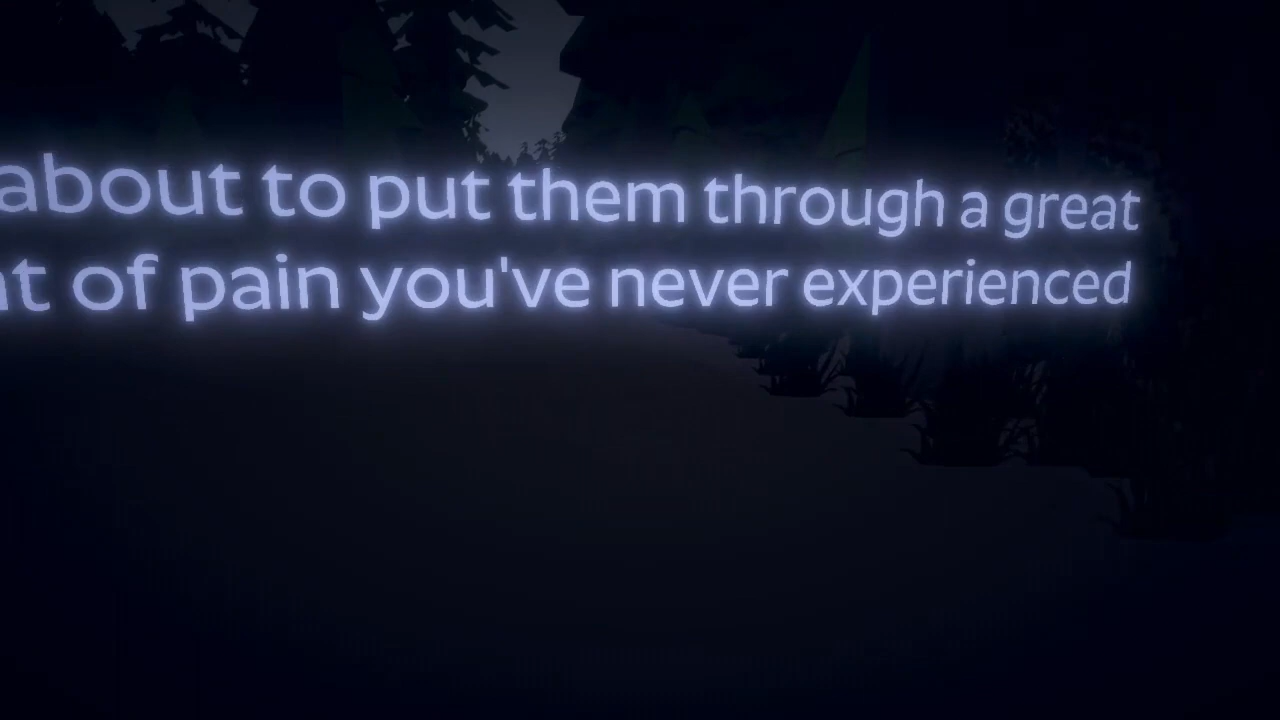 about to put them through a great
of pain you've never experienced